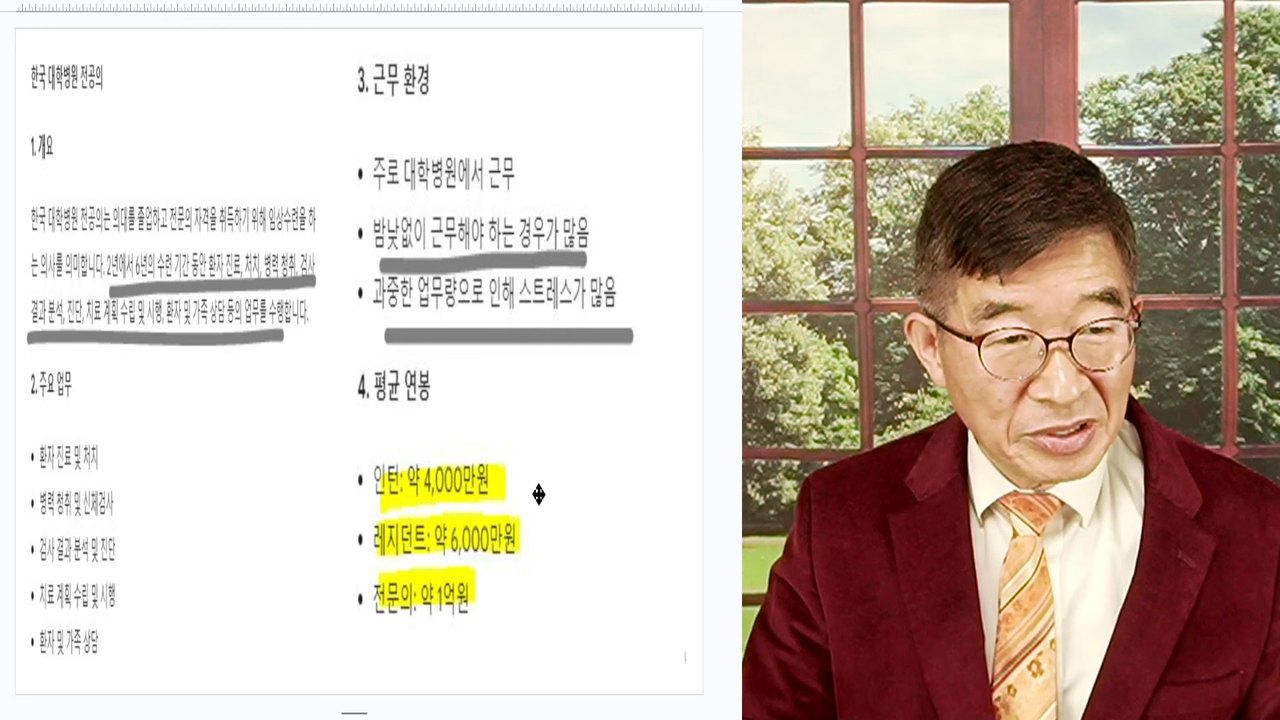 한국 대학병원 전공의
1. 개요
한국 대학병원 전공의는 의대를 졸업하고 전문의 자격을 취득하기 위해 임상수련을 하
는 의사를 의미합니다. 2년에서 6년의 수련 기간 동안 환자 진료, 처치, 병력 청취, 검사
결과 분석, 진단, 치료 계획 수립 및 시행, 환자 및 가족 상담 등의 업무를 수행합니다.
2. 주요 업무
• 환자 진료 및 처치
• 병력 청취 및 신체검사
• 검사 결과 분석 및 진단
• 치료 계획 수립 및 시행
• 환자 및 가족 상담
3. 근무 환경
• 주로 대학병원에서 근무
• 밤낮없이 근무해야 하는 경우가 많음
• 과중한 업무량으로 인해 스트레스가 많음
4. 평균 연봉
• 인턴: 약 4,000만원
• 레지던트: 약 6,000만원
• 전문의: 약 1억원